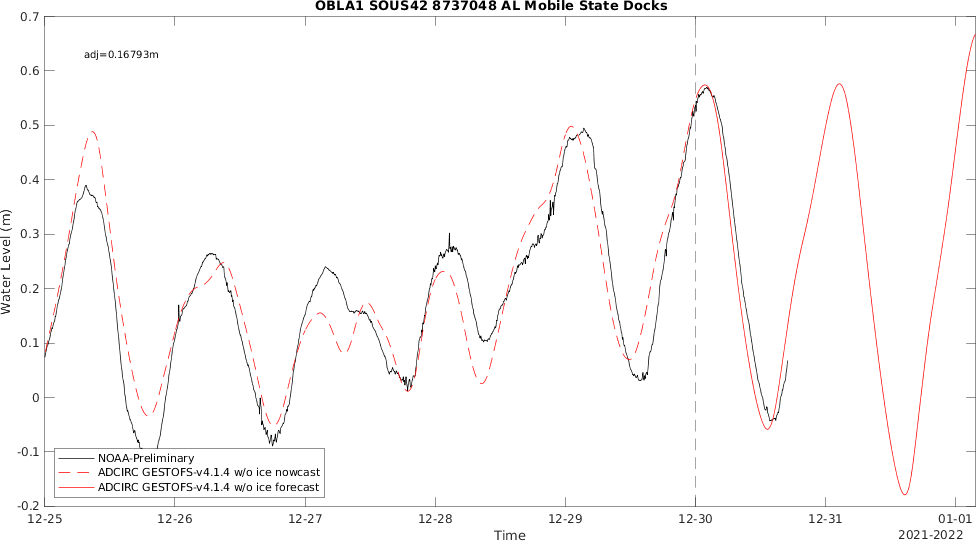 OBLA1 SOUS42 8737048 AL Mobile State Docks
adj=0.16793m
0.7
0.6
0.5
0.4
0.3
0.2
0.1
0
-0.1
-0.2
Water Level (m)
NOAA-Preliminary
ADCIRC GESTOFS-v4.1.4 w/o ice nowcast
ADCIRC GESTOFS-v4.1.4 w/o ice forecast
12-25 12-26 12-27 12-28 12-29 12-30 12-31 01-01
Time
2021-2022